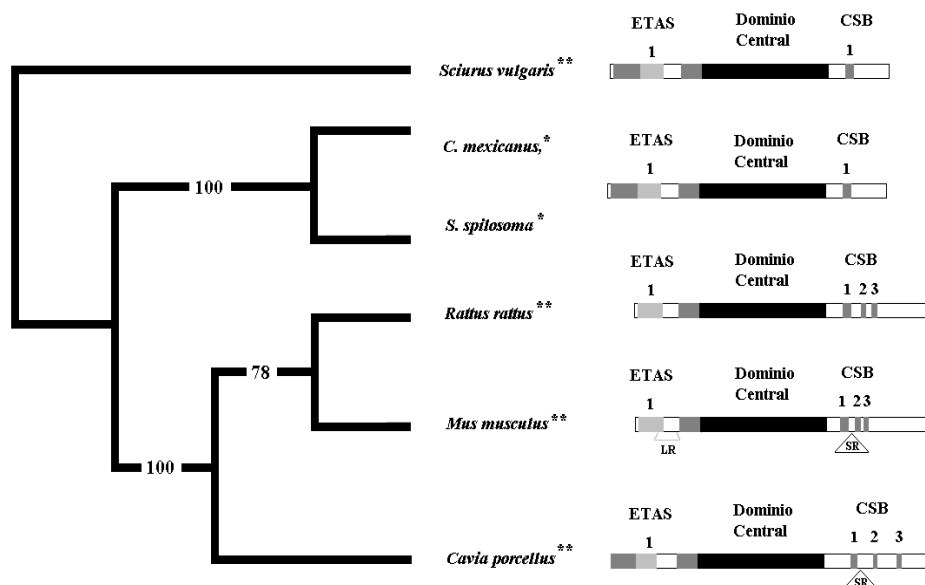 ETAS Dominio CSB
1 Central 1
Sciurus vulgaris**
ETAS Dominio CSB
1 Central 1
C. mexicanus,*
100
S. spilosoma*
ETAS Dominio CSB
1 Central 1 2 3
Rattus rattus**
ETAS Dominio CSB
1 Central 1 2 3
78
Mus musculus**
LR SR
100
ETAS Dominio CSB
1 Central 1 2 3
Cavia porcellus**
SR